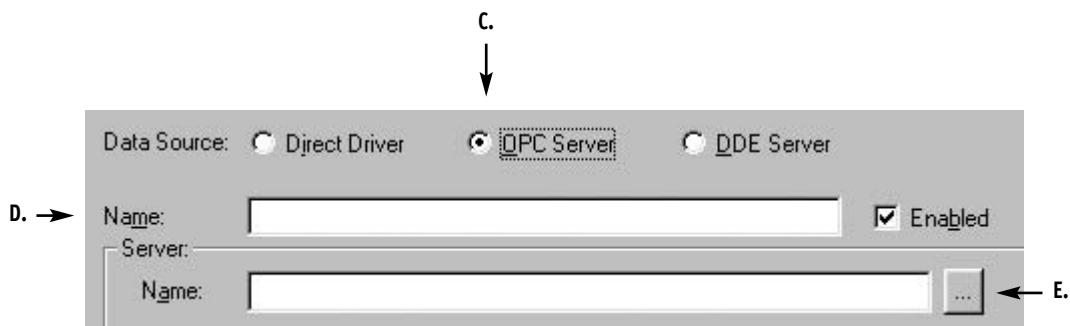 C.
Data Source: Direct Driver OPC Server DDE Server
D. Name: Enabled
Server:
Name: ... E.